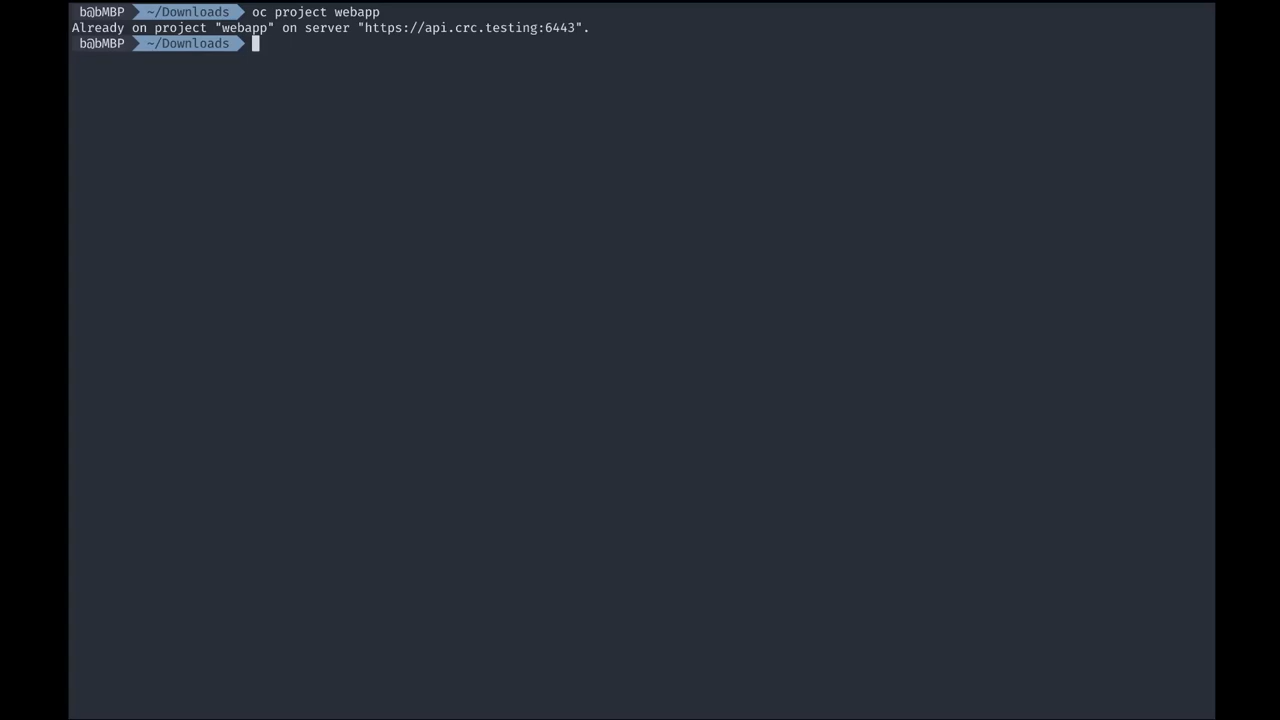 b@bMBP ~/Downloads oc project webapp
Already on project "webapp" on server "https://api.crc.testing:6443".
b@bMBP ~/Downloads